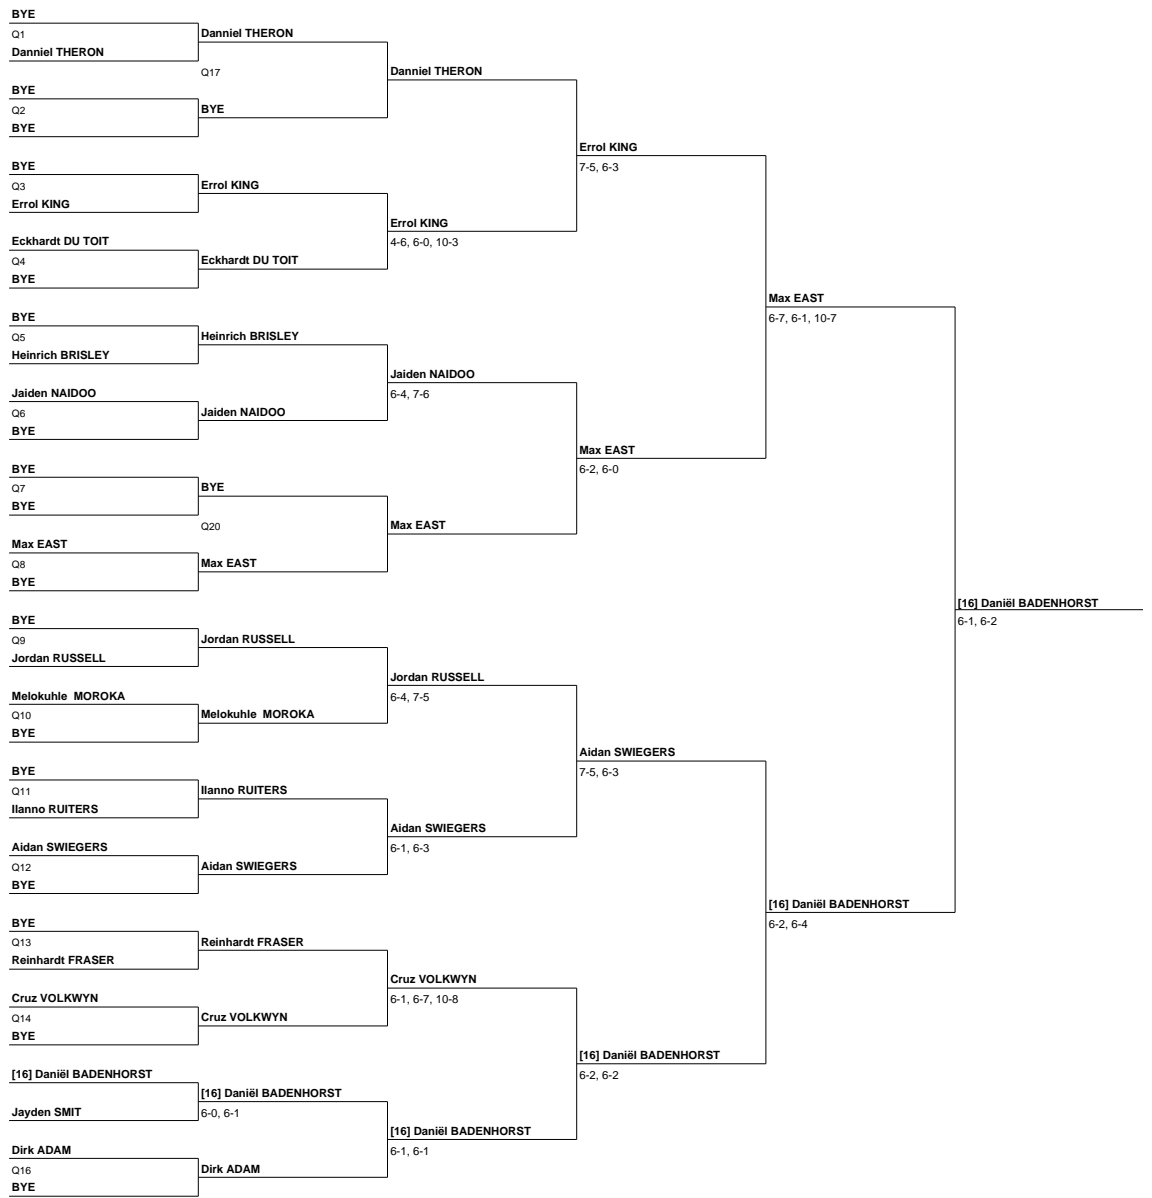 BYE
Q1
Danniel THERON
BYE
Q2
BYE
BYE
Q3
Errol KING
Eckhardt DU TOIT
Q4
BYE
BYE
Q5
Heinrich BRISLEY
Jaiden NAIDOO
Q6
BYE
BYE
Q7
BYE
Max EAST
Q8
BYE
BYE
Q9
Jordan RUSSELL
Melokuhle  MOROKA
Q10
BYE
BYE
Q11
Ilanno RUITERS
Aidan SWIEGERS
Q12
BYE
BYE
Q13
Reinhardt FRASER
Cruz VOLKWYN
Q14
BYE
[16] Daniël BADENHORST
Jayden SMIT
Dirk ADAM
Q16
BYE
Danniel THERON
Q17
BYE
Errol KING
Eckhardt DU TOIT
Heinrich BRISLEY
Jaiden NAIDOO
BYE
Q20
Max EAST
Jordan RUSSELL
Melokuhle  MOROKA
Ilanno RUITERS
Aidan SWIEGERS
Reinhardt FRASER
Cruz VOLKWYN
[16] Daniël BADENHORST
6-0, 6-1
Dirk ADAM
Danniel THERON
Errol KING
4-6, 6-0, 10-3
Jaiden NAIDOO
6-4, 7-6
Max EAST
Jordan RUSSELL
6-4, 7-5
Aidan SWIEGERS
6-1, 6-3
Cruz VOLKWYN
6-1, 6-7, 10-8
[16] Daniël BADENHORST
6-1, 6-1
Errol KING
7-5, 6-3
Max EAST
6-2, 6-0
Aidan SWIEGERS
7-5, 6-3
[16] Daniël BADENHORST
6-2, 6-2
Max EAST
6-7, 6-1, 10-7
[16] Daniël BADENHORST
6-2, 6-4
[16] Daniël BADENHORST
6-1, 6-2